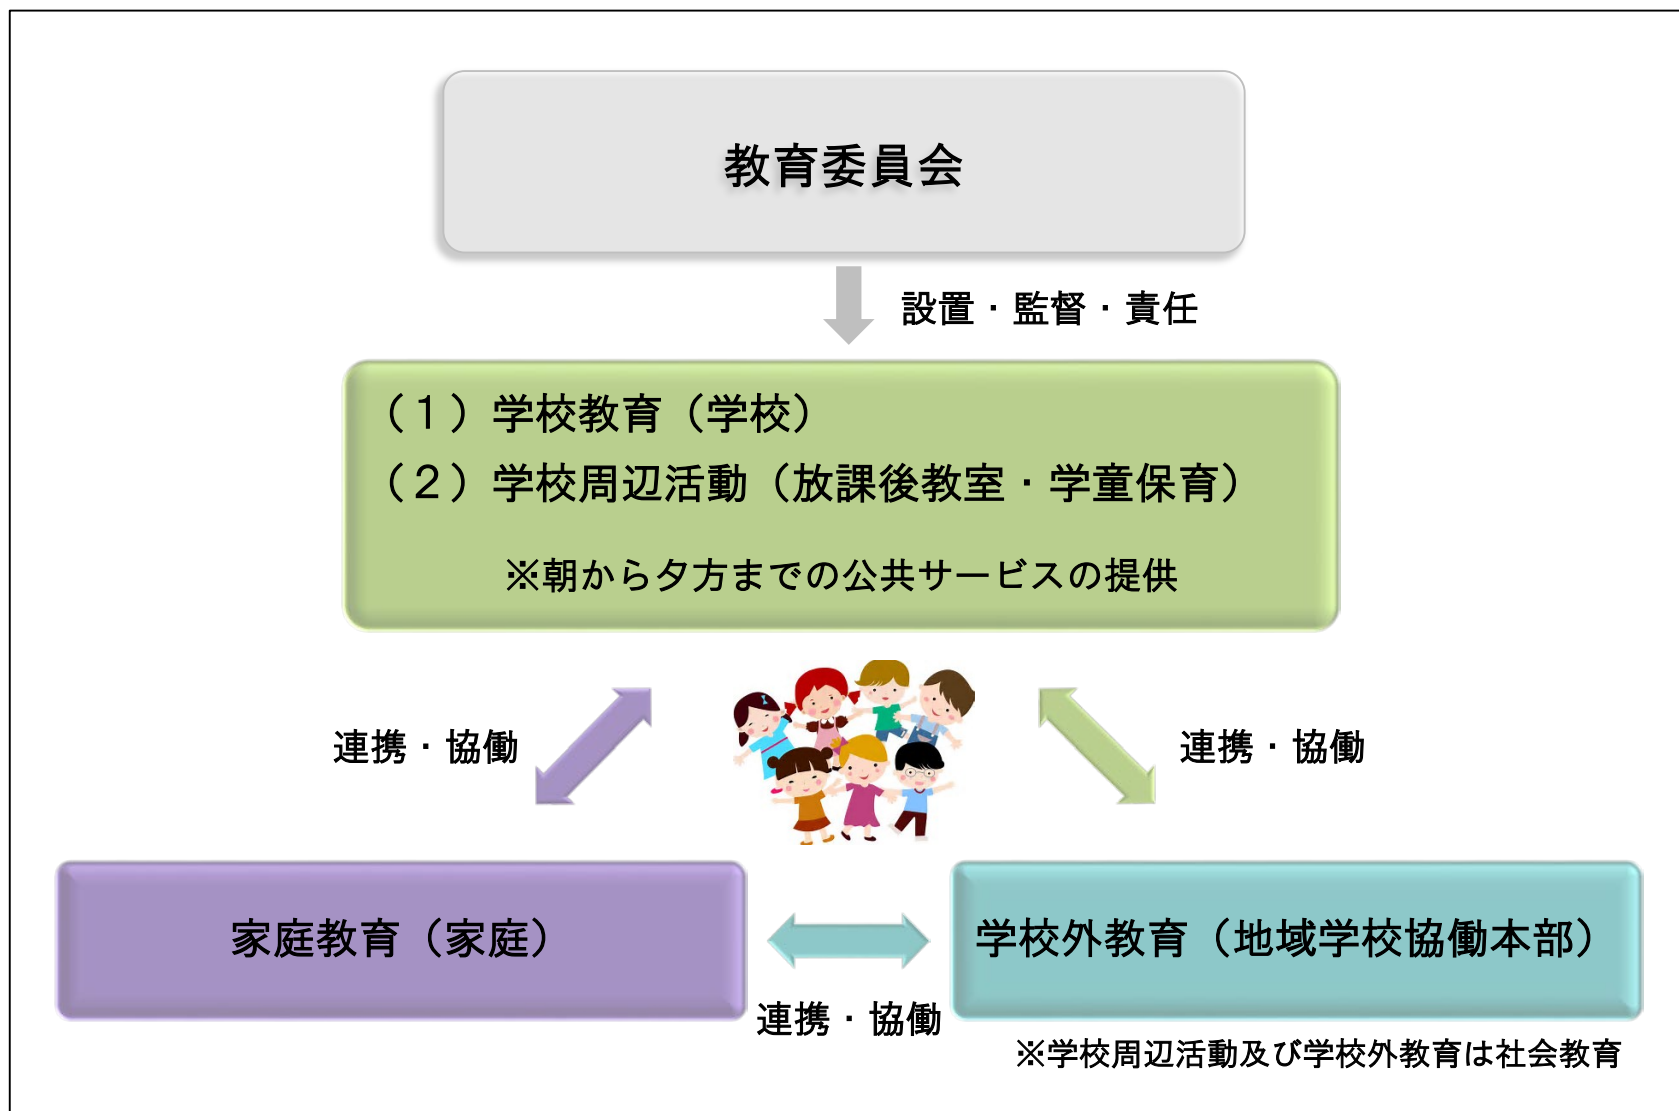 教育委員会
設置・監督・責任
（１）学校教育（学校）
（２）学校周辺活動（放課後教室・学童保育）
※朝から夕方までの公共サービスの提供
連携・協働
連携・協働
家庭教育（家庭）
学校外教育（地域学校協働本部）
連携・協働
※学校周辺活動及び学校外教育は社会教育